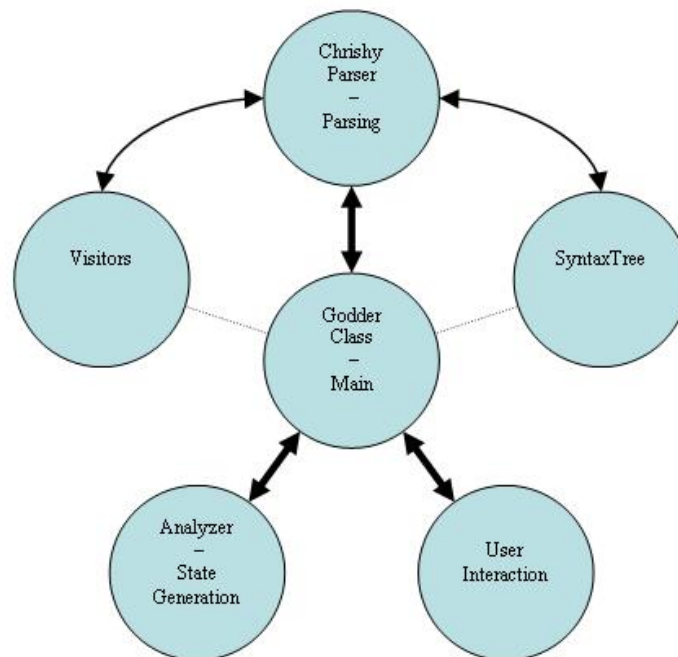 Chrishy
Parser
–
Parsing
Visitors
SyntaxTree
Godder
Class
–
Main
Analyzer
–
State
Generation
User
Interaction